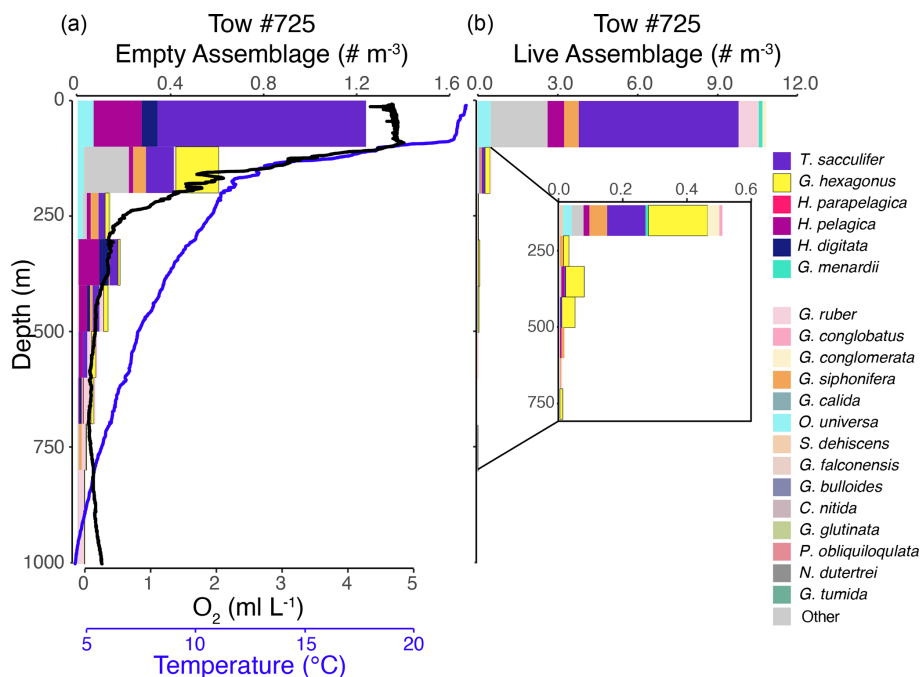 (a)
Tow #725
Empty Assemblage (# m⁻³)
0 0.4 0.8 1.2 1.6
0
250
500
750
1000
Depth (m)
0 1 2 3 4 5
O₂ (ml L⁻¹)
5 10 15 20
Temperature (°C)
(b)
Tow #725
Live Assemblage (# m⁻³)
0.0 3.0 6.0 9.0 12.0
0.0 0.2 0.4 0.6
250
500
750
T. sacculifer
G. hexagonus
H. parapelagica
H. pelagica
H. digitata
G. menardii
G. ruber
G. conglobatus
G. conglomerata
G. siphonifera
G. calida
O. universa
S. dehiscens
G. falconensis
G. bulloides
C. nitida
G. glutinata
P. obliquiloqulata
N. dutertrei
G. tumida
Other